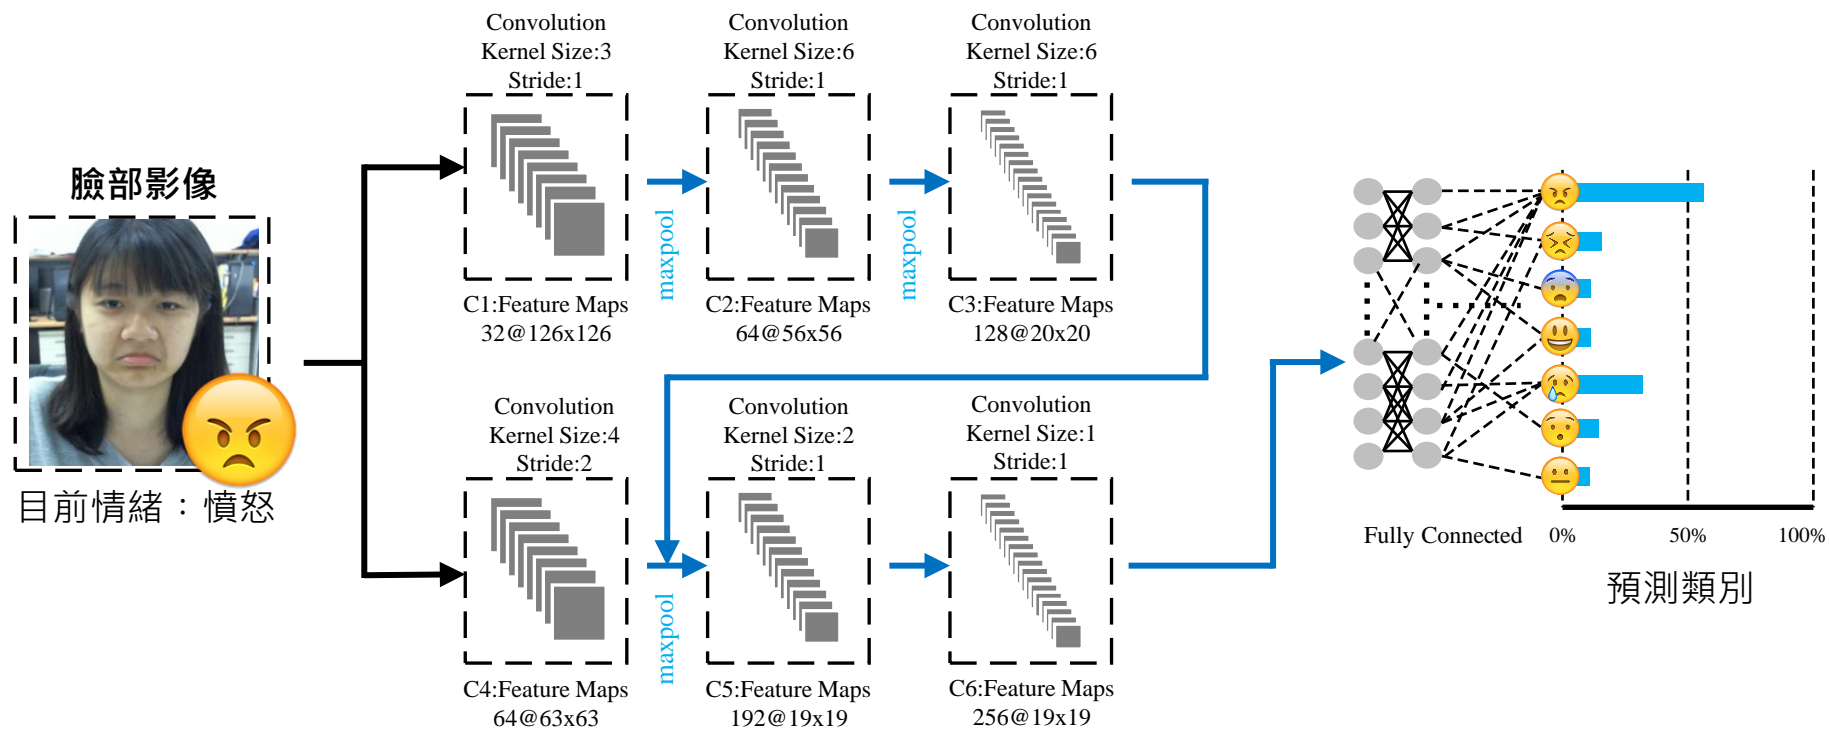 臉部影像
目前情緒：憤怒
Convolution
Kernel Size:3
Stride:1
C1:Feature Maps
32@126x126
maxpool
Convolution
Kernel Size:6
Stride:1
C2:Feature Maps
64@56x56
maxpool
Convolution
Kernel Size:6
Stride:1
C3:Feature Maps
128@20x20
Convolution
Kernel Size:4
Stride:2
C4:Feature Maps
64@63x63
maxpool
Convolution
Kernel Size:2
Stride:1
C5:Feature Maps
192@19x19
Convolution
Kernel Size:1
Stride:1
C6:Feature Maps
256@19x19
Fully Connected
0%
50%
100%
預測類別